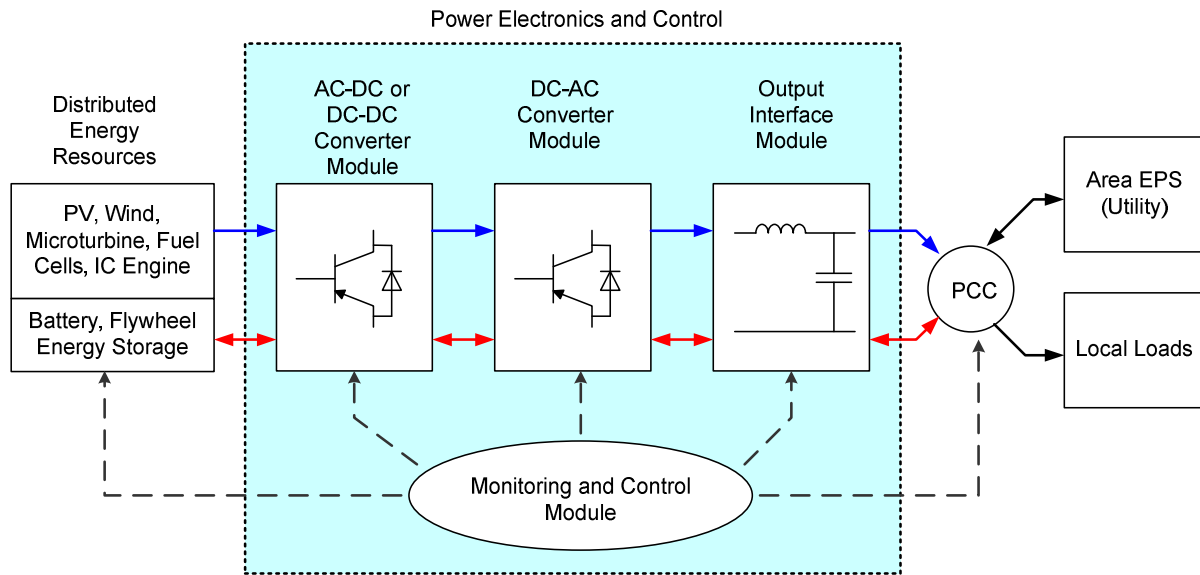 Power Electronics and Control
Distributed
Energy
Resources
AC-DC or
DC-DC
Converter
Module
DC-AC
Converter
Module
Output
Interface
Module
PV, Wind,
Microturbine, Fuel
Cells, IC Engine
Battery, Flywheel
Energy Storage
PCC
Area EPS
(Utility)
Local Loads
Monitoring and Control
Module